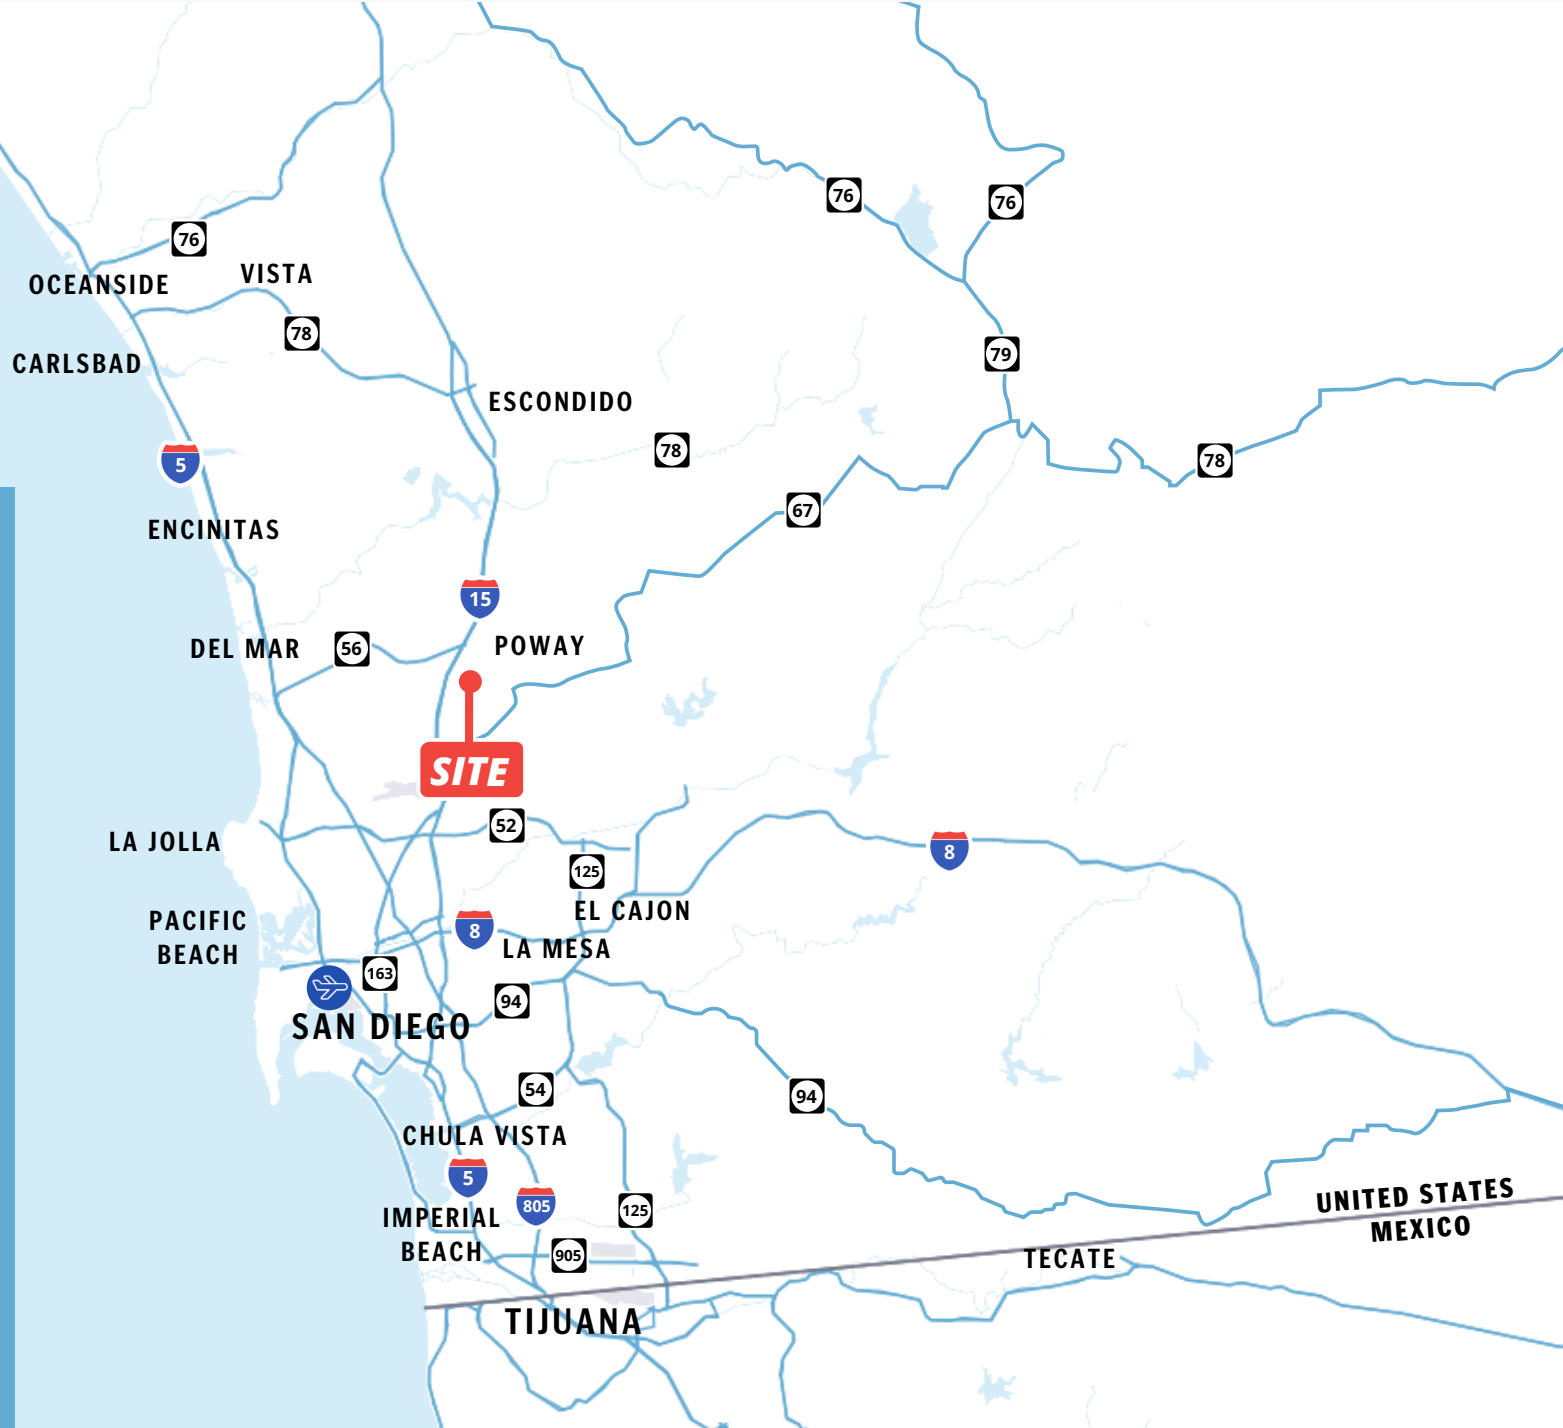 76
76
76
OCEANSIDE
VISTA
78
79
CARLSBAD
ESCONDIDO
78
5
78
67
ENCINITAS
15
DEL MAR
56
POWAY
SITE
52
LA JOLLA
8
125
EL CAJON
PACIFIC
BEACH
8
LA MESA
163
94
SAN DIEGO
54
94
CHULA VISTA
5
805
125
IMPERIAL
BEACH
905
UNITED STATES
MEXICO
TECATE
TIJUANA